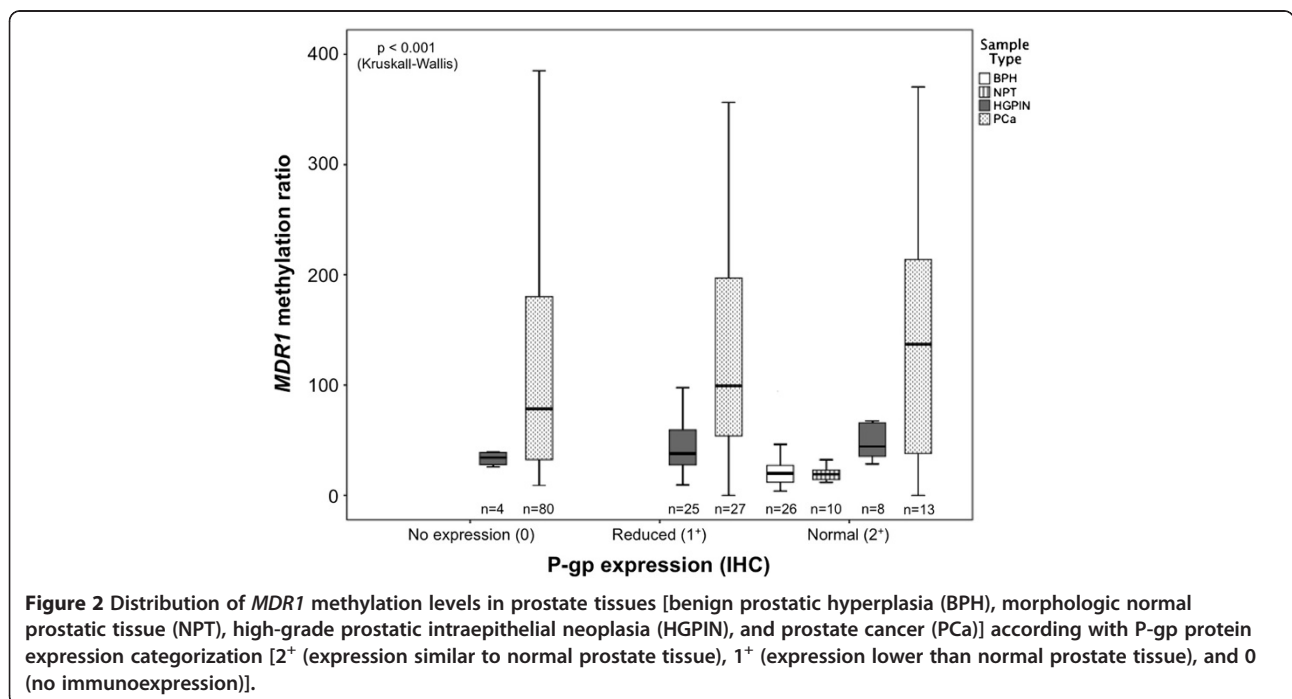 p < 0.001
(Kruskall-Wallis)
Sample
Type
BPH
NPT
HGPIN
PCa
400
300
200
100
0
MDR1 methylation ratio
n=4 n=80 n=25 n=27 n=26 n=10 n=8 n=13
No expression (0) Reduced (1⁺) Normal (2⁺)
P-gp expression (IHC)
Figure 2 Distribution of MDR1 methylation levels in prostate tissues [benign prostatic hyperplasia (BPH), morphologic normal
prostatic tissue (NPT), high-grade prostatic intraepithelial neoplasia (HGPIN), and prostate cancer (PCa)] according with P-gp protein
expression categorization [2⁺ (expression similar to normal prostate tissue), 1⁺ (expression lower than normal prostate tissue), and 0
(no immunoexpression)].